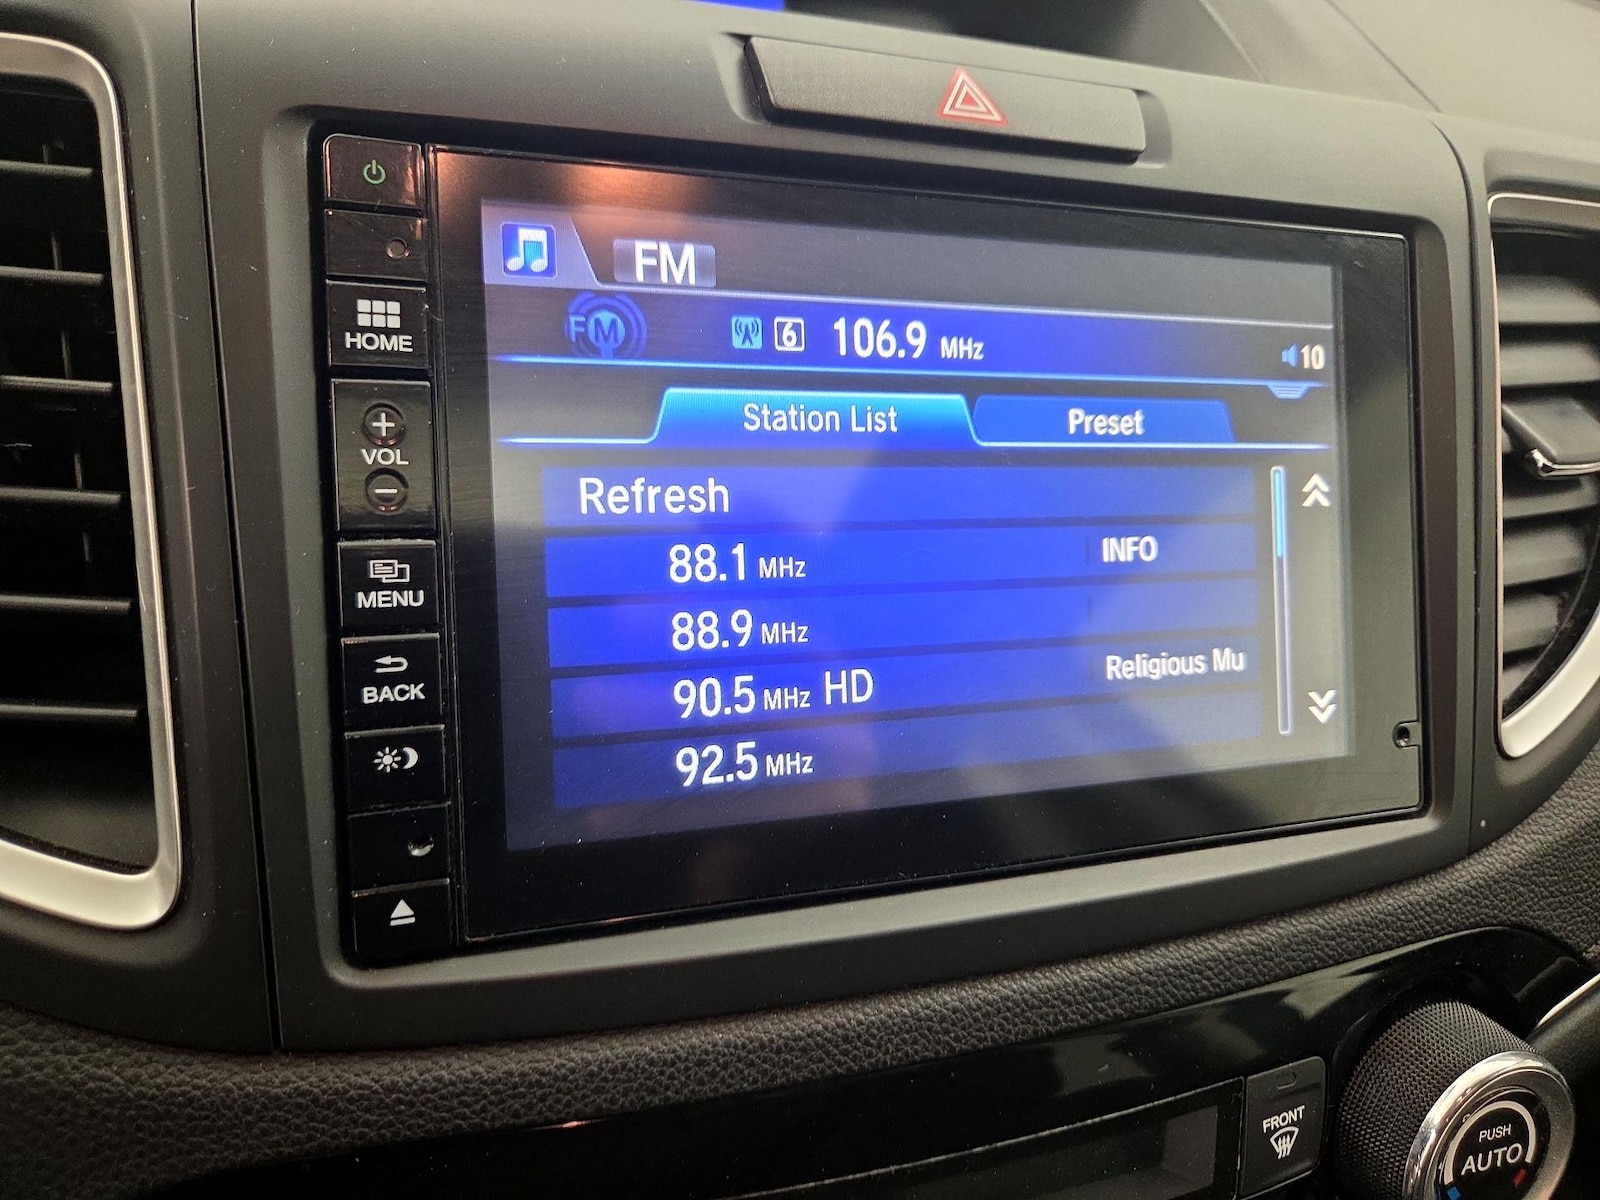 FM
FM 6 106.9 MHz 10
Station List Preset
Refresh
88.1 MHz INFO
88.9 MHz
90.5 MHz HD Religious Mu
92.5 MHz
HOME
+
VOL
−
MENU
BACK
FRONT
PUSH
AUTO